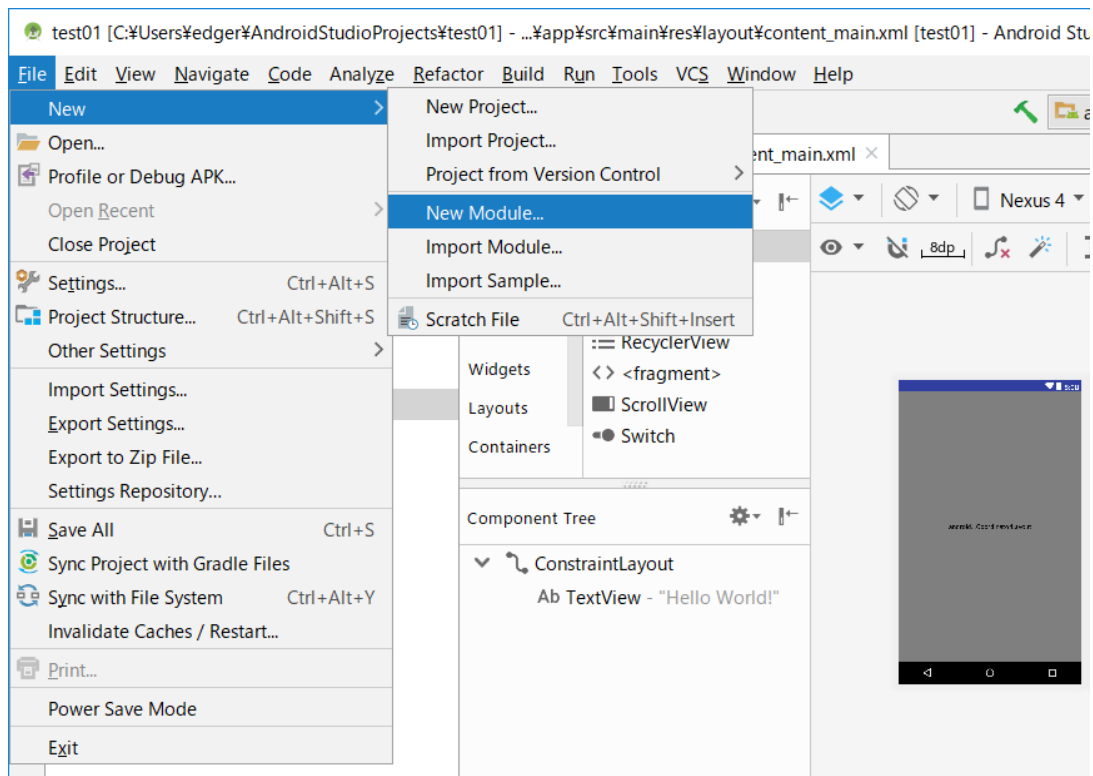 test01 [C:¥Users¥edger¥AndroidStudioProjects¥test01] - ...¥app¥src¥main¥res¥layout¥content_main.xml [test01] - Android Stu
File Edit View Navigate Code Analyze Refactor Build Run Tools VCS Window Help
New
Open...
Profile or Debug APK...
Open Recent
Close Project
Settings... Ctrl+Alt+S
Project Structure... Ctrl+Alt+Shift+S
Other Settings
Import Settings...
Export Settings...
Export to Zip File...
Settings Repository...
Save All Ctrl+S
Sync Project with Gradle Files
Sync with File System Ctrl+Alt+Y
Invalidate Caches / Restart...
Print...
Power Save Mode
Exit
New Project...
Import Project...
Project from Version Control
New Module...
Import Module...
Import Sample...
Scratch File Ctrl+Alt+Shift+Insert
ent_main.xml
Nexus 4
8dp
Widgets
Layouts
Containers
RecyclerView
<fragment>
ScrollView
Switch
Component Tree
ConstraintLayout
Ab TextView - "Hello World!"